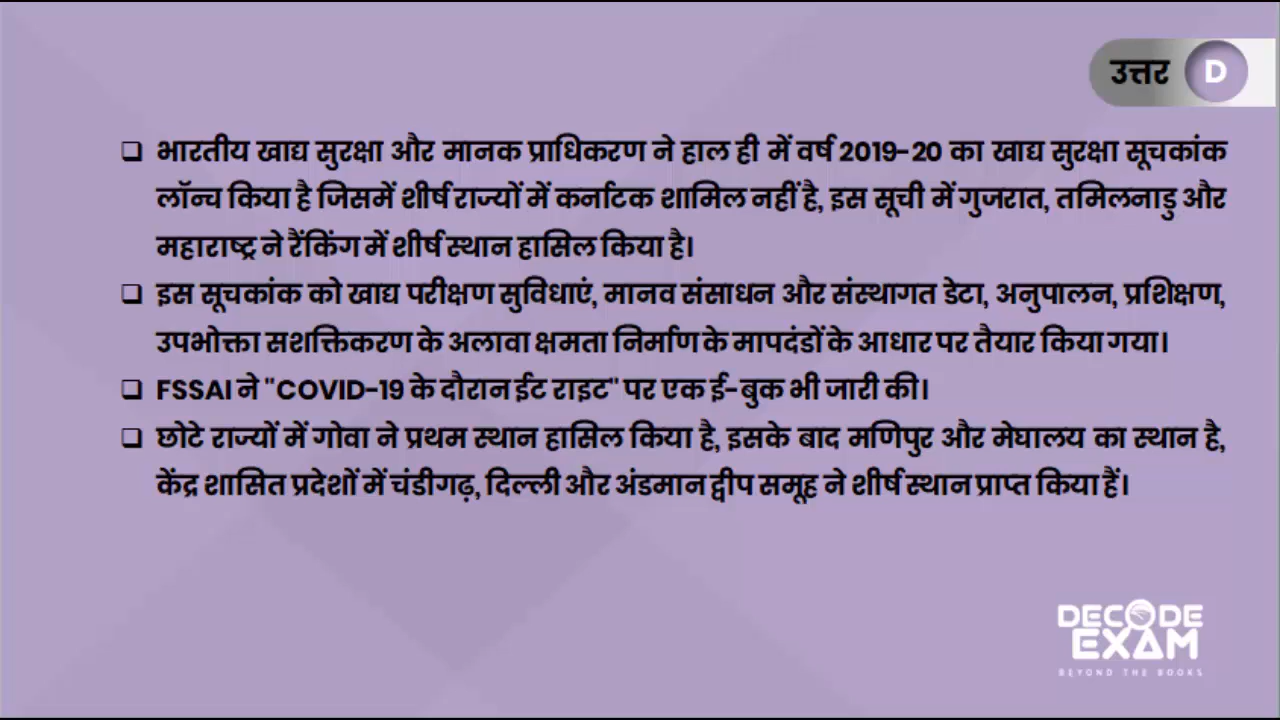 उत्तर D
❑ भारतीय खाद्य सुरक्षा और मानक प्राधिकरण ने हाल ही में वर्ष 2019-20 का खाद्य सुरक्षा सूचकांक
लॉन्च किया है जिसमें शीर्ष राज्यों में कर्नाटक शामिल नहीं है, इस सूची में गुजरात, तमिलनाडु और
महाराष्ट्र ने रैंकिंग में शीर्ष स्थान हासिल किया है।
❑ इस सूचकांक को खाद्य परीक्षण सुविधाएं, मानव संसाधन और संस्थागत डेटा, अनुपालन, प्रशिक्षण,
उपभोक्ता सशक्तिकरण के अलावा क्षमता निर्माण के मापदंडों के आधार पर तैयार किया गया।
❑ FSSAI ने "COVID-19 के दौरान ईट राइट" पर एक ई-बुक भी जारी की।
❑ छोटे राज्यों में गोवा ने प्रथम स्थान हासिल किया है, इसके बाद मणिपुर और मेघालय का स्थान है,
केंद्र शासित प्रदेशों में चंडीगढ़, दिल्ली और अंडमान द्वीप समूह ने शीर्ष स्थान प्राप्त किया हैं।
DECODE
EXAM
BEYOND THE BOOKS